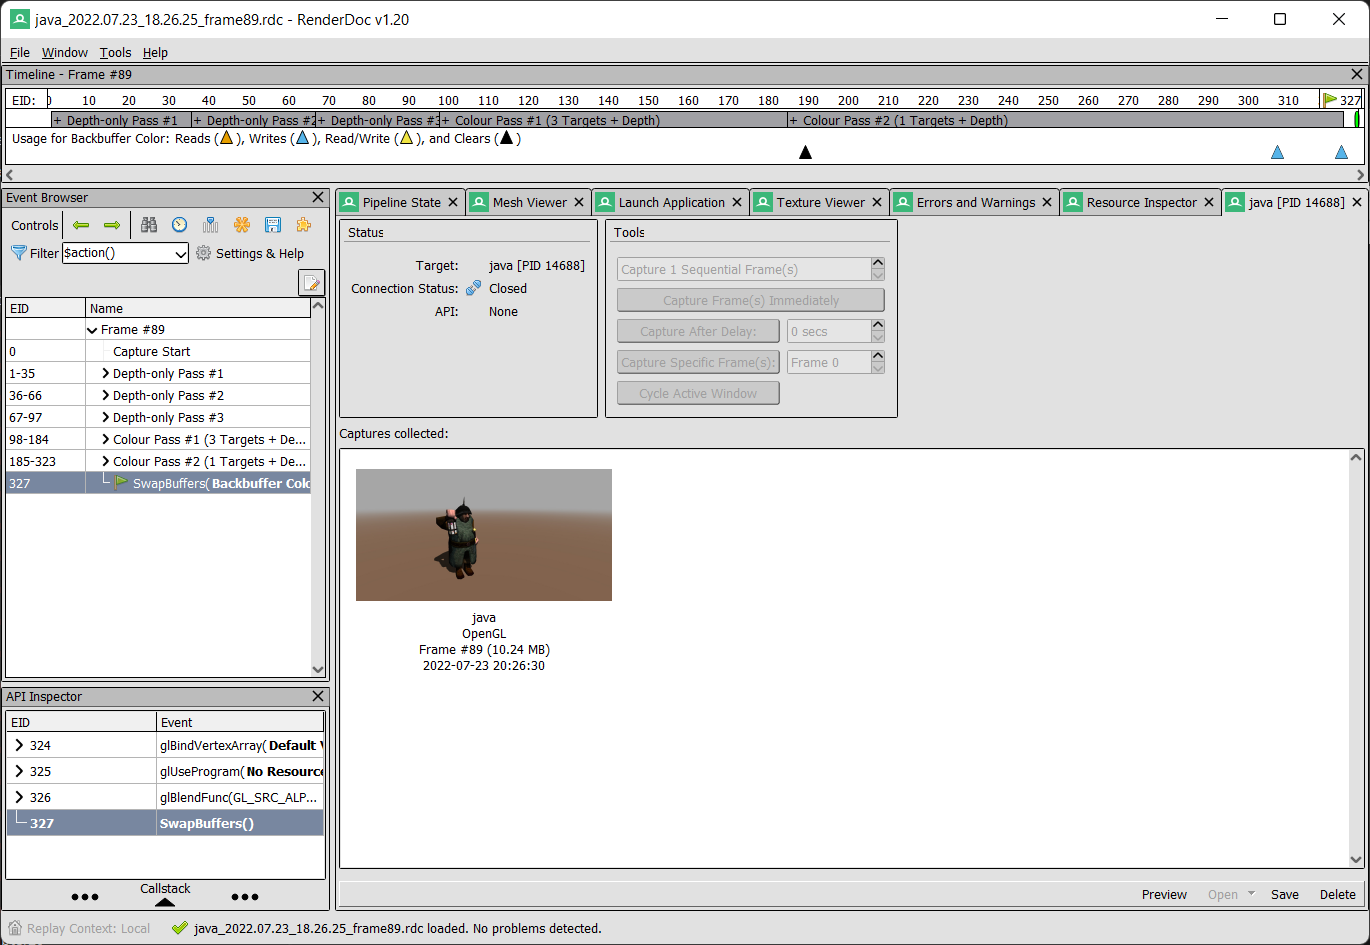 java_2022.07.23_18.26.25_frame89.rdc - RenderDoc v1.20
File Window Tools Help
Timeline - Frame #89
EID: 0 10 20 30 40 50 60 70 80 90 100 110 120 130 140 150 160 170 180 190 200 210 220 230 240 250 260 270 280 290 300 310 327
+ Depth-only Pass #1 + Depth-only Pass #2 + Depth-only Pass #3 + Colour Pass #1 (3 Targets + Depth) + Colour Pass #2 (1 Targets + Depth)
Usage for Backbuffer Color: Reads ( ), Writes ( ), Read/Write ( ), and Clears ( )
Event Browser
Controls
Filter $action() Settings & Help
EID Name
Frame #89
0 Capture Start
1-35 Depth-only Pass #1
36-66 Depth-only Pass #2
67-97 Depth-only Pass #3
98-184 Colour Pass #1 (3 Targets + De...
185-323 Colour Pass #2 (1 Targets + De...
327 SwapBuffers( Backbuffer Colo
API Inspector
EID Event
324 glBindVertexArray( Default V
325 glUseProgram( No Resource
326 glBlendFunc(GL_SRC_ALP...
327 SwapBuffers()
Callstack
Pipeline State Mesh Viewer Launch Application Texture Viewer Errors and Warnings Resource Inspector java [PID 14688]
Status
Target: java [PID 14688]
Connection Status: Closed
API: None
Tools
Capture 1 Sequential Frame(s)
Capture Frame(s) Immediately
Capture After Delay: 0 secs
Capture Specific Frame(s): Frame 0
Cycle Active Window
Captures collected:
java
OpenGL
Frame #89 (10.24 MB)
2022-07-23 20:26:30
Preview Open Save Delete
Replay Context: Local java_2022.07.23_18.26.25_frame89.rdc loaded. No problems detected.